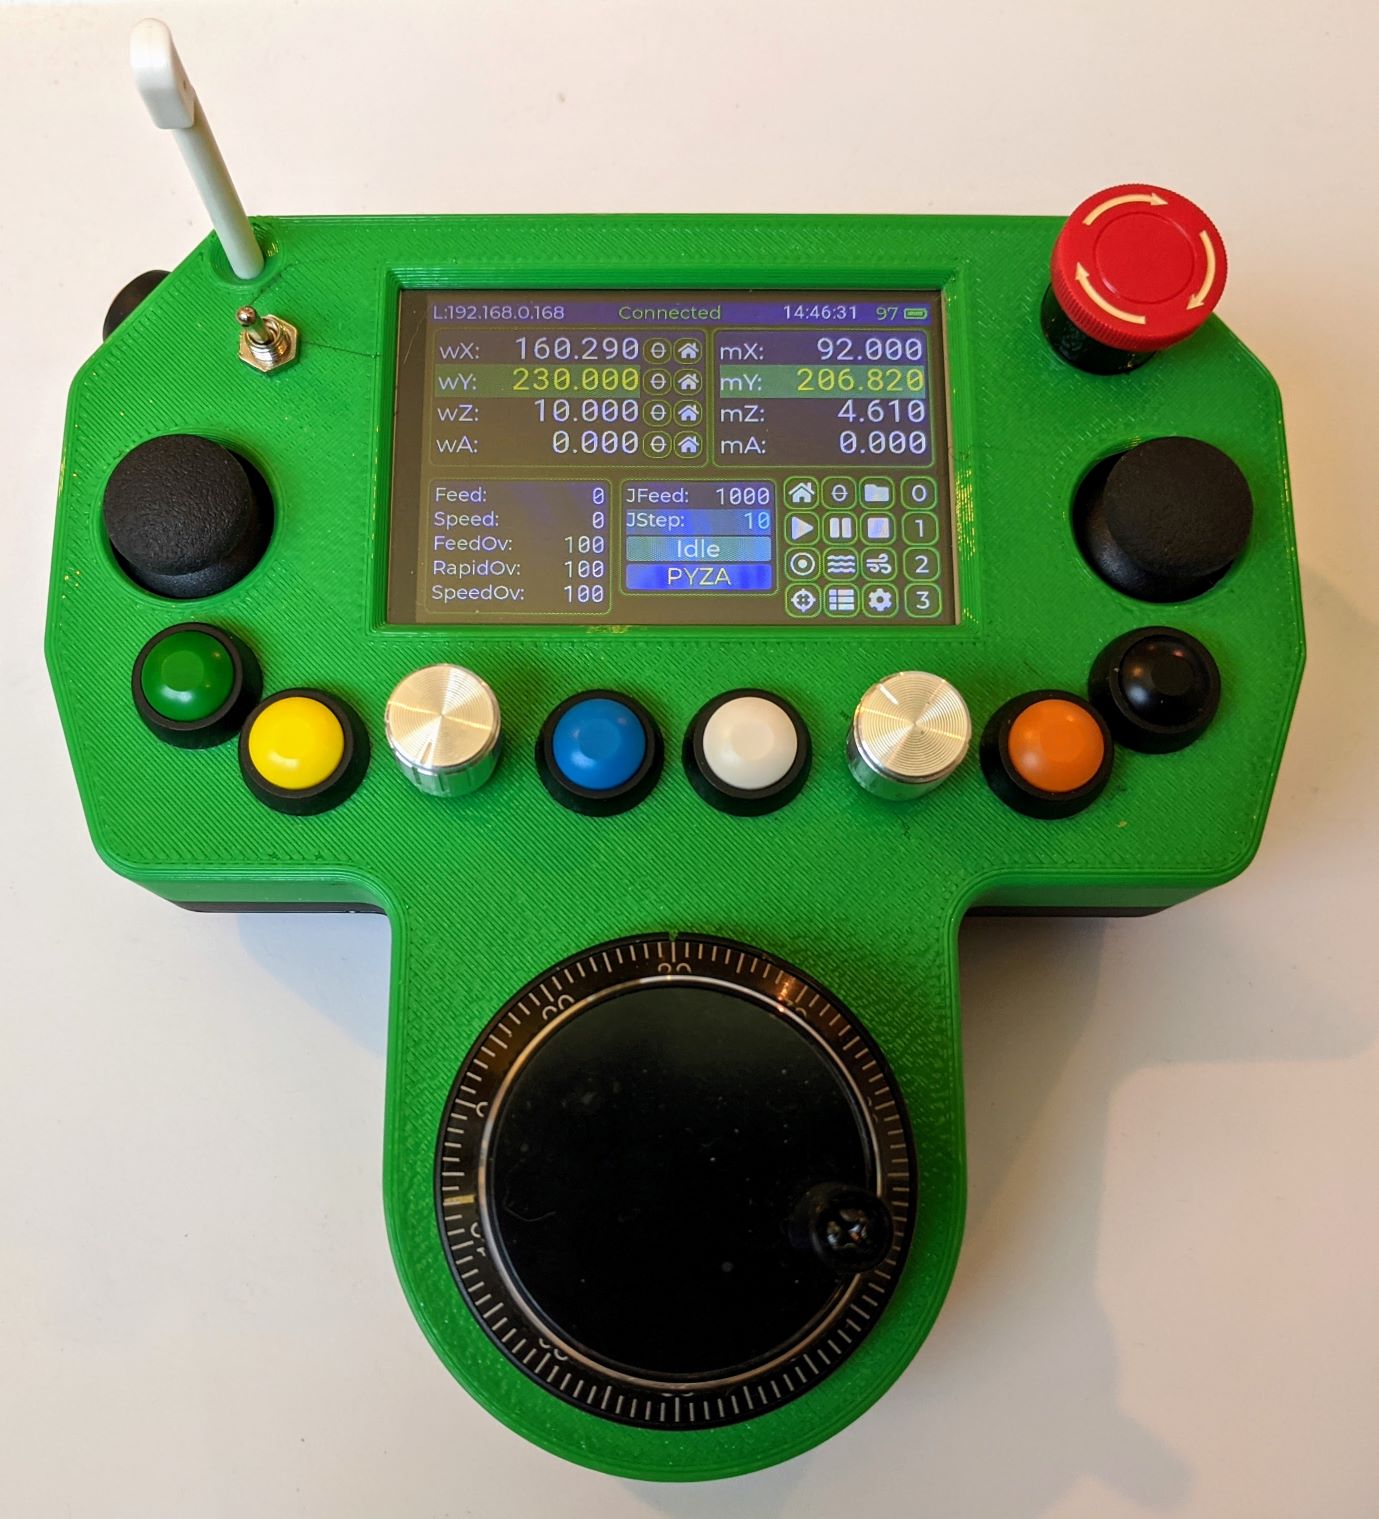 L:192.168.0.168 Connected 14:46:31 97
wX: 160.290
wY: 230.000
wZ: 10.000
wA: 0.000
mX: 92.000
mY: 206.820
mZ: 4.610
mA: 0.000
Feed: 0
Speed: 0
FeedOv: 100
RapidOv: 100
SpeedOv: 100
JFeed: 1000
JStep: 10
Idle
PYZA
0
1
2
3